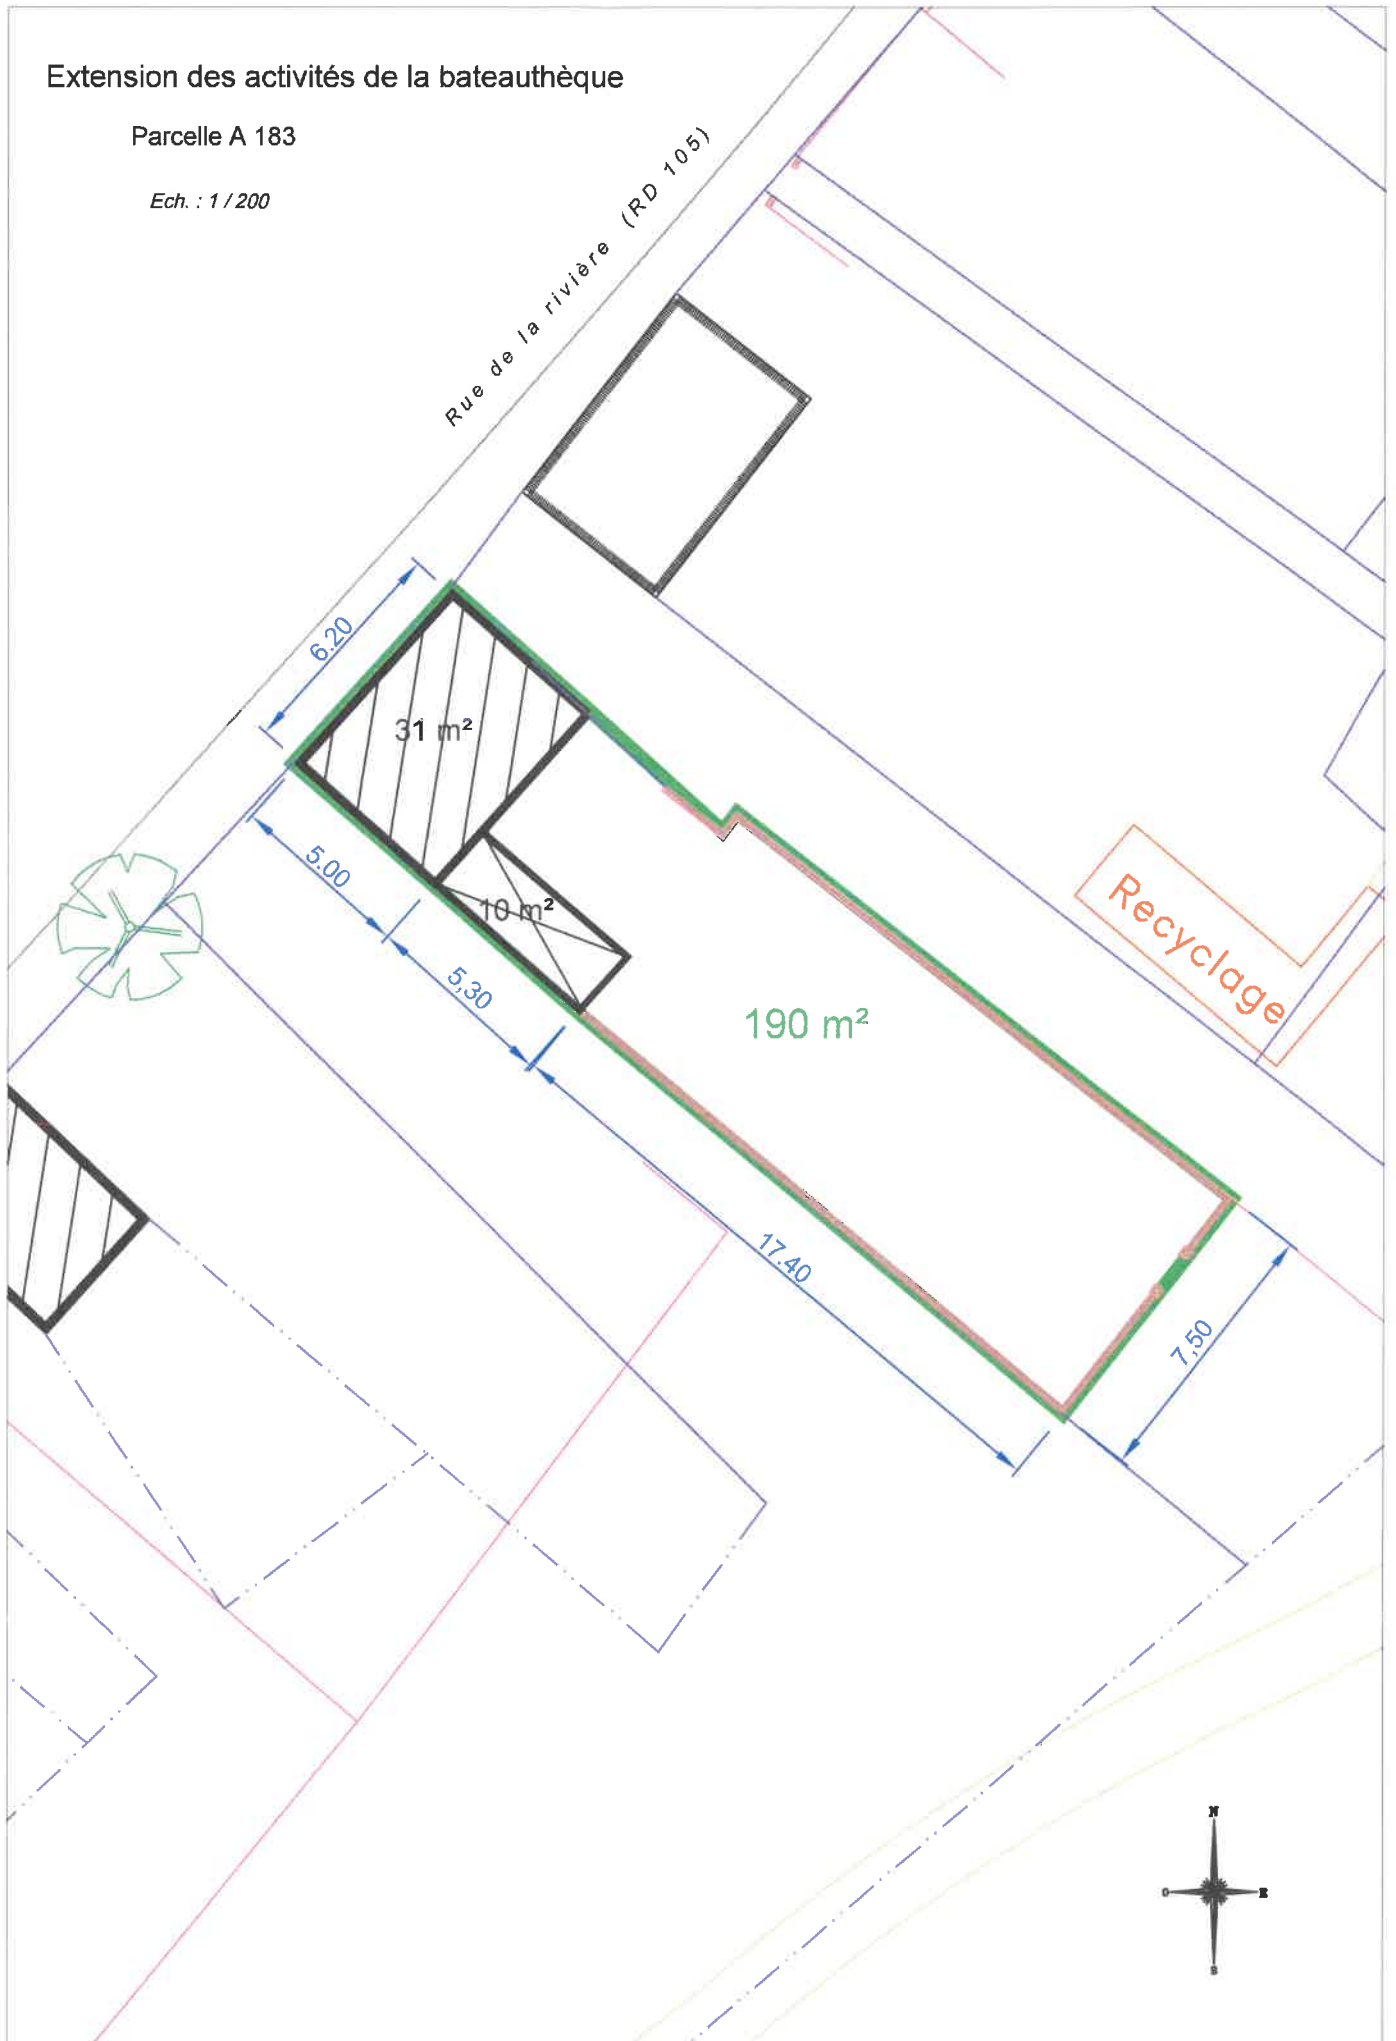 Extension des activités de la bateauthèque
Parcelle A 183
Ech. : 1 / 200
Rue de la rivière (RD 105)
6.20
31 m²
5.00
10 m²
5,30
190 m²
Recyclage
17.40
7,50
N
O
E
S